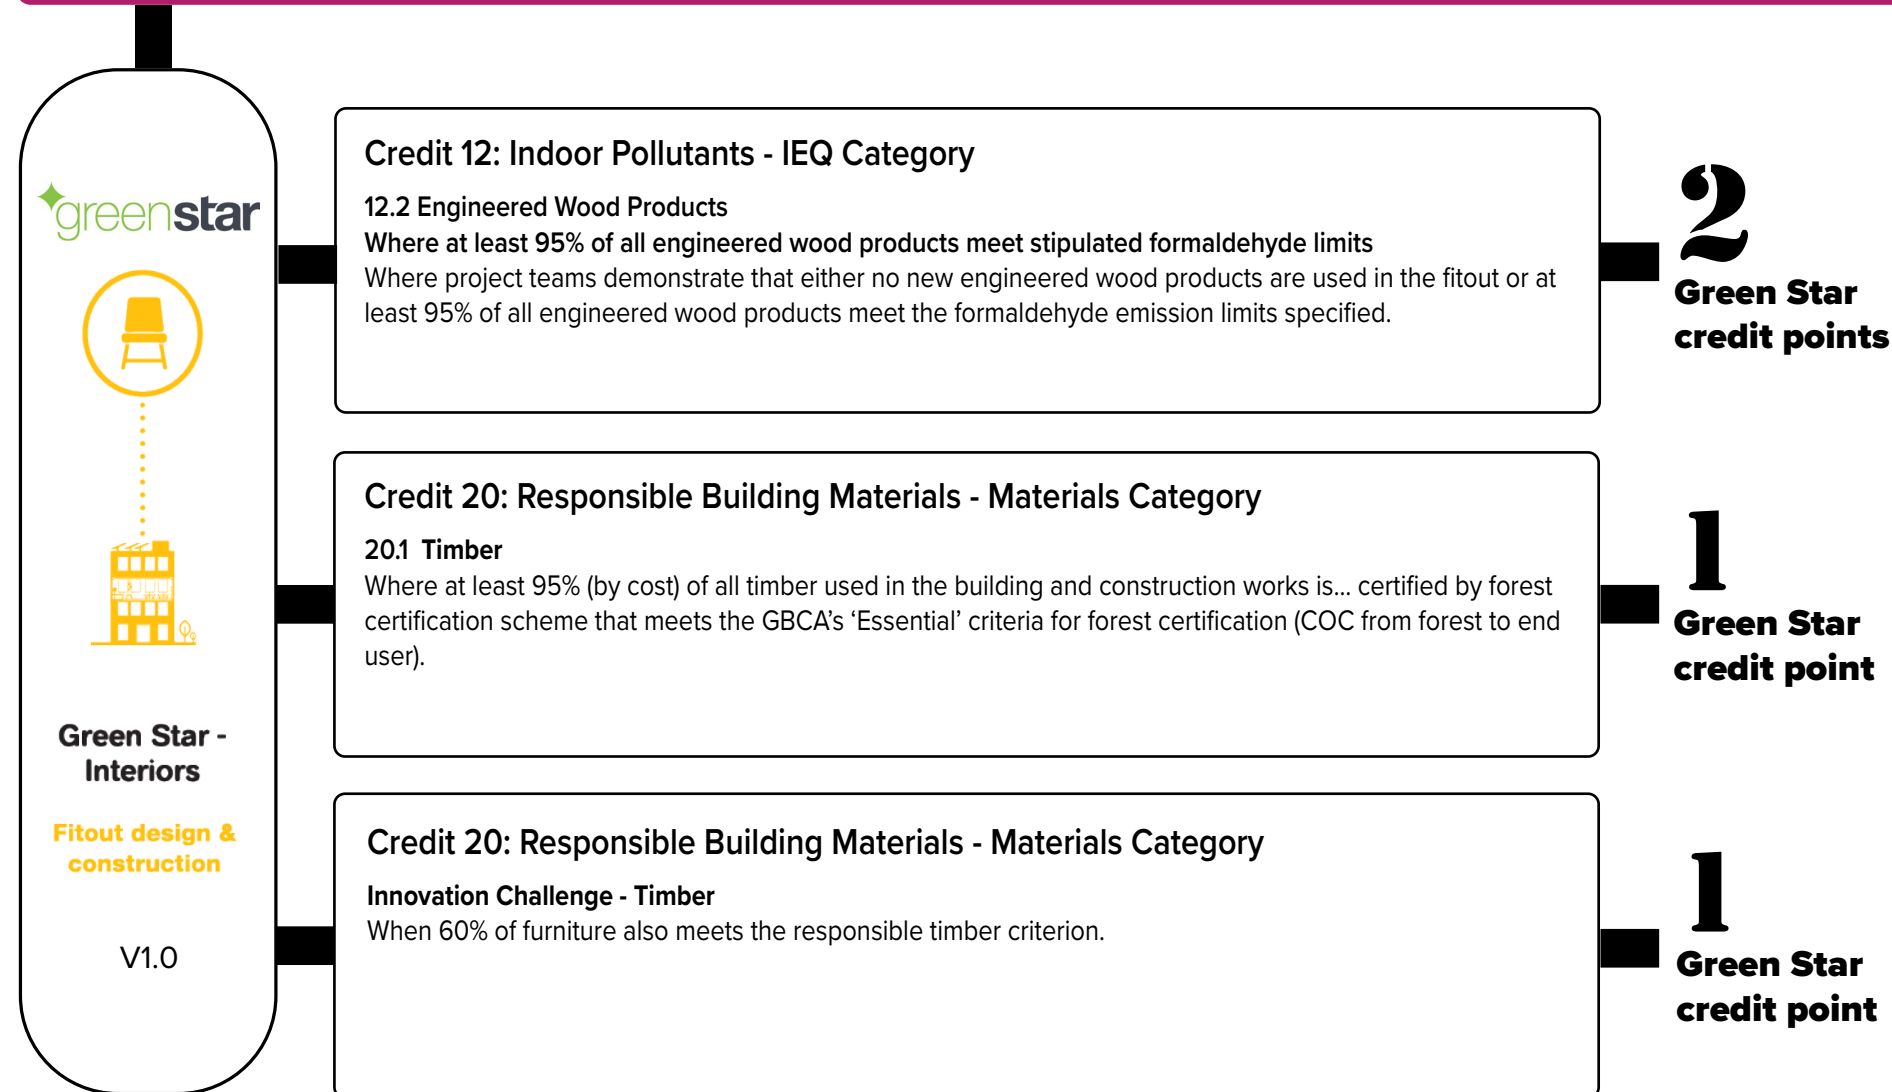 greenstar
Green Star -
Interiors
Fitout design &
construction
V1.0
Credit 12: Indoor Pollutants - IEQ Category
12.2 Engineered Wood Products
Where at least 95% of all engineered wood products meet stipulated formaldehyde limits
Where project teams demonstrate that either no new engineered wood products are used in the fitout or at
least 95% of all engineered wood products meet the formaldehyde emission limits specified.
2
Green Star
credit points
Credit 20: Responsible Building Materials - Materials Category
20.1 Timber
Where at least 95% (by cost) of all timber used in the building and construction works is... certified by forest
certification scheme that meets the GBCA's 'Essential' criteria for forest certification (COC from forest to end
user).
1
Green Star
credit point
Credit 20: Responsible Building Materials - Materials Category
Innovation Challenge - Timber
When 60% of furniture also meets the responsible timber criterion.
1
Green Star
credit point